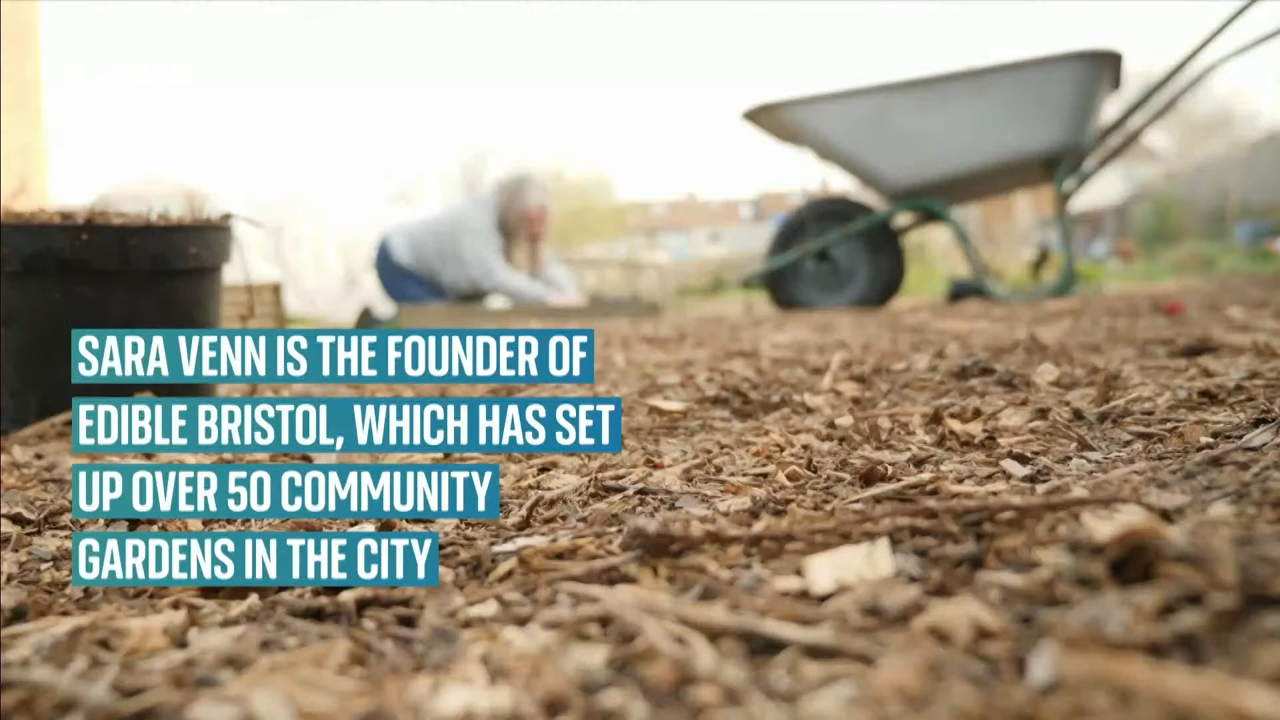 SARA VENN IS THE FOUNDER OF
EDIBLE BRISTOL, WHICH HAS SET
UP OVER 50 COMMUNITY
GARDENS IN THE CITY